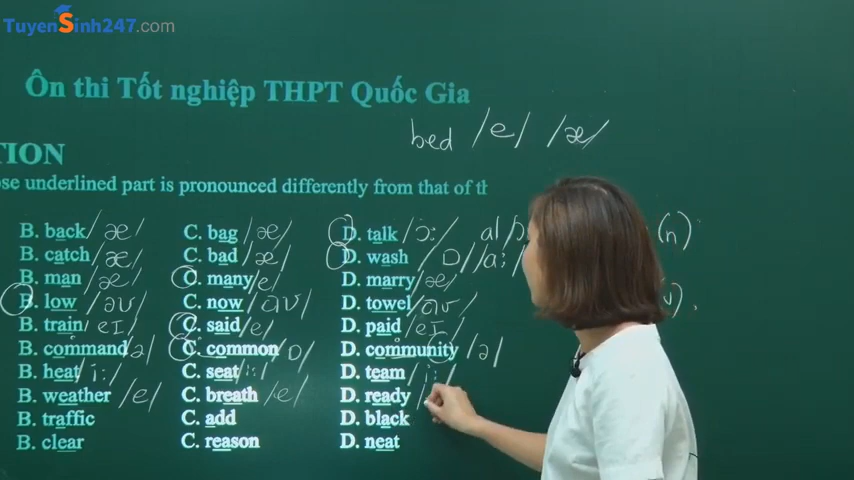 TuyenSinh247.com
Ôn thi Tốt nghiệp THPT Quốc Gia
bed /e/ /æ/
TION
ose underlined part is pronounced differently from that of th
B. back /æ/ C. bag /æ/ D. talk /ɔ:/ al (n)
B. catch /æ/ C. bad /æ/ D. wash /ɒ/ /a:/
B. man /æ/ C. many /e/ D. marry /æ/
B. low /əʊ/ C. now /aʊ/ D. towel /aʊ/
B. train /eɪ/ C. said /e/ D. paid /eɪ/
B. command /ə/ C. common /ɒ/ D. community /ə/
B. heat /i:/ C. seat /i:/ D. team /i:/
B. weather /e/ C. breath /e/ D. ready /
B. traffic C. add D. black
B. clear C. reason D. neat